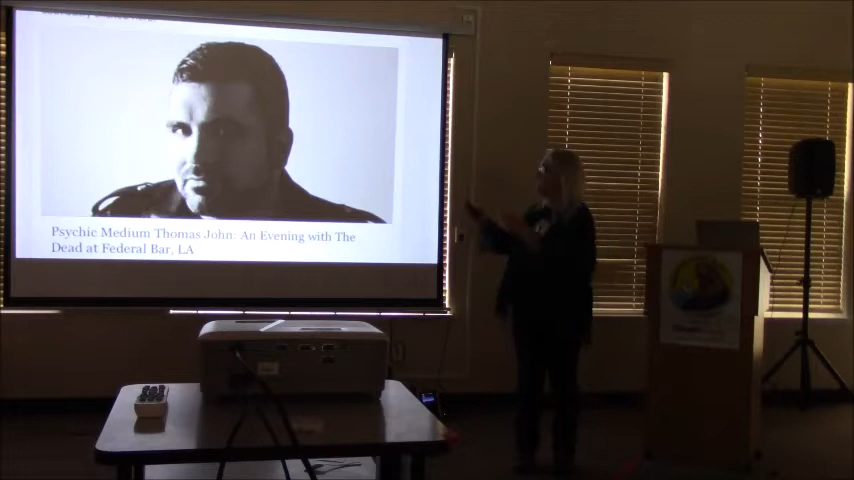 Psychic Medium Thomas John: An Evening with The
Dead at Federal Bar, LA